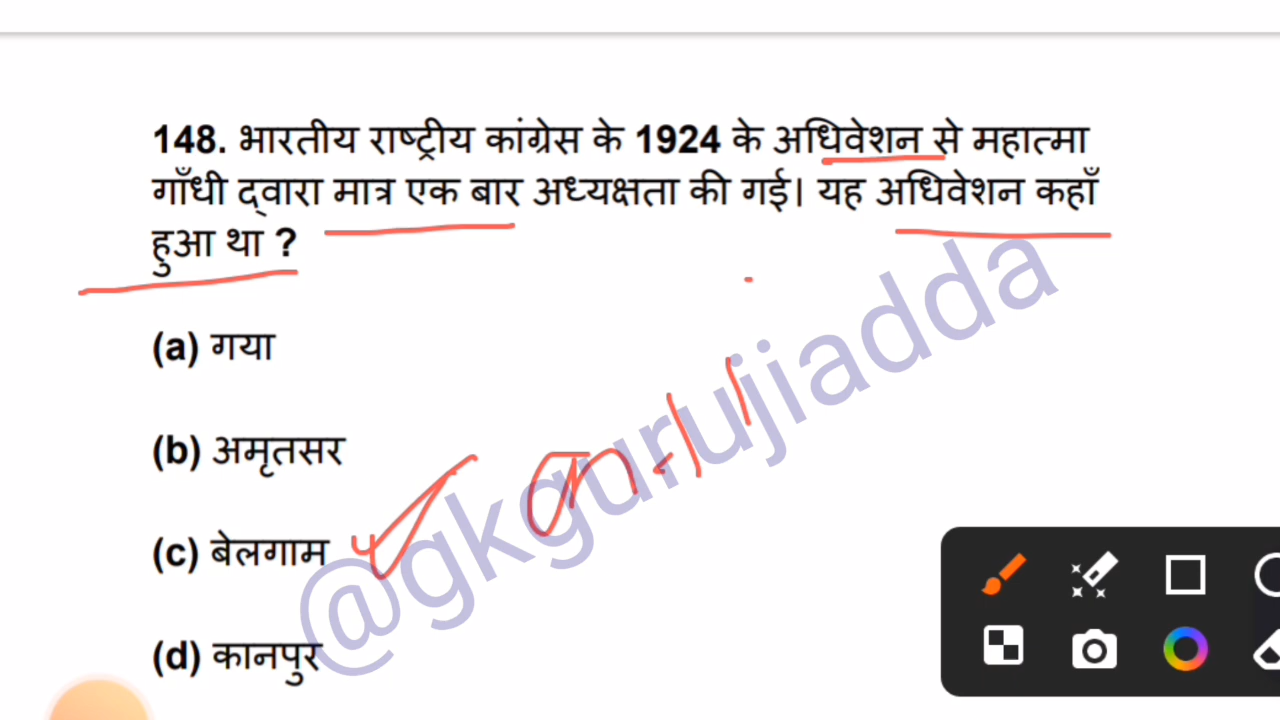 148. भारतीय राष्ट्रीय कांग्रेस के 1924 के अधिवेशन से महात्मा
गाँधी द्वारा मात्र एक बार अध्यक्षता की गई। यह अधिवेशन कहाँ
हुआ था ?
(a) गया
(b) अमृतसर
(c) बेलगाम
(d) कानपुर
@gkgurujiadda